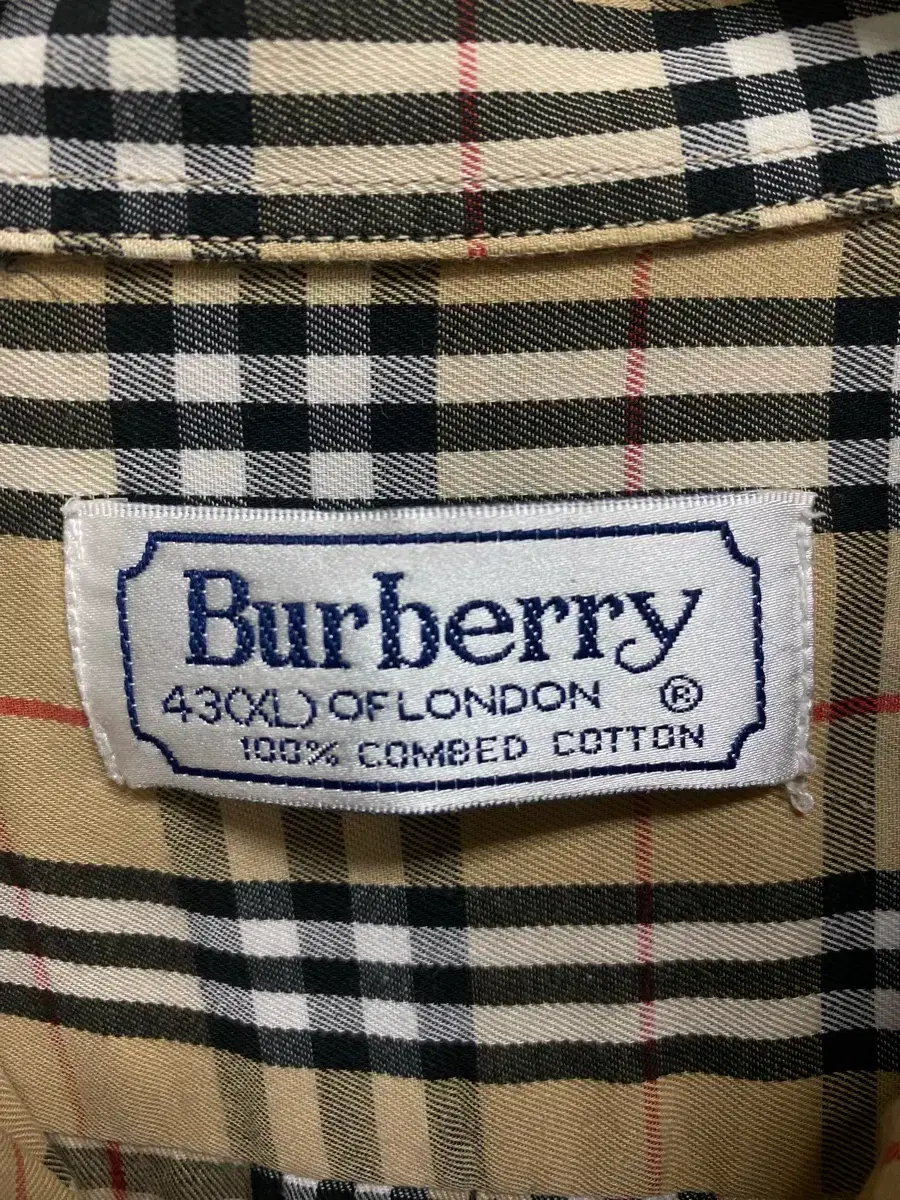 Burberry
43(XL) OF LONDON ®
100% COMBED COTTON